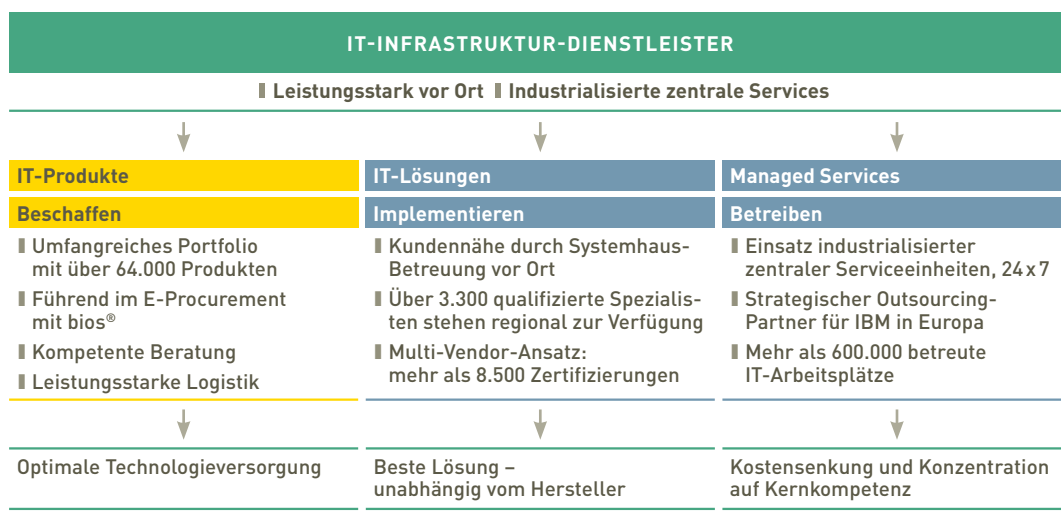 IT-INFRASTRUKTUR-DIENSTLEISTER
Leistungsstark vor Ort Industrialisierte zentrale Services
IT-Produkte
Beschaffen
Umfangreiches Portfolio
mit über 64.000 Produkten
Führend im E-Procurement
mit bios®
Kompetente Beratung
Leistungsstarke Logistik
Optimale Technologieversorgung
IT-Lösungen
Implementieren
Kundennähe durch Systemhaus-
Betreuung vor Ort
Über 3.300 qualifizierte Spezialis-
ten stehen regional zur Verfügung
Multi-Vendor-Ansatz:
mehr als 8.500 Zertifizierungen
Beste Lösung –
unabhängig vom Hersteller
Managed Services
Betreiben
Einsatz industrialisierter
zentraler Serviceeinheiten, 24 x 7
Strategischer Outsourcing-
Partner für IBM in Europa
Mehr als 600.000 betreute
IT-Arbeitsplätze
Kostensenkung und Konzentration
auf Kernkompetenz